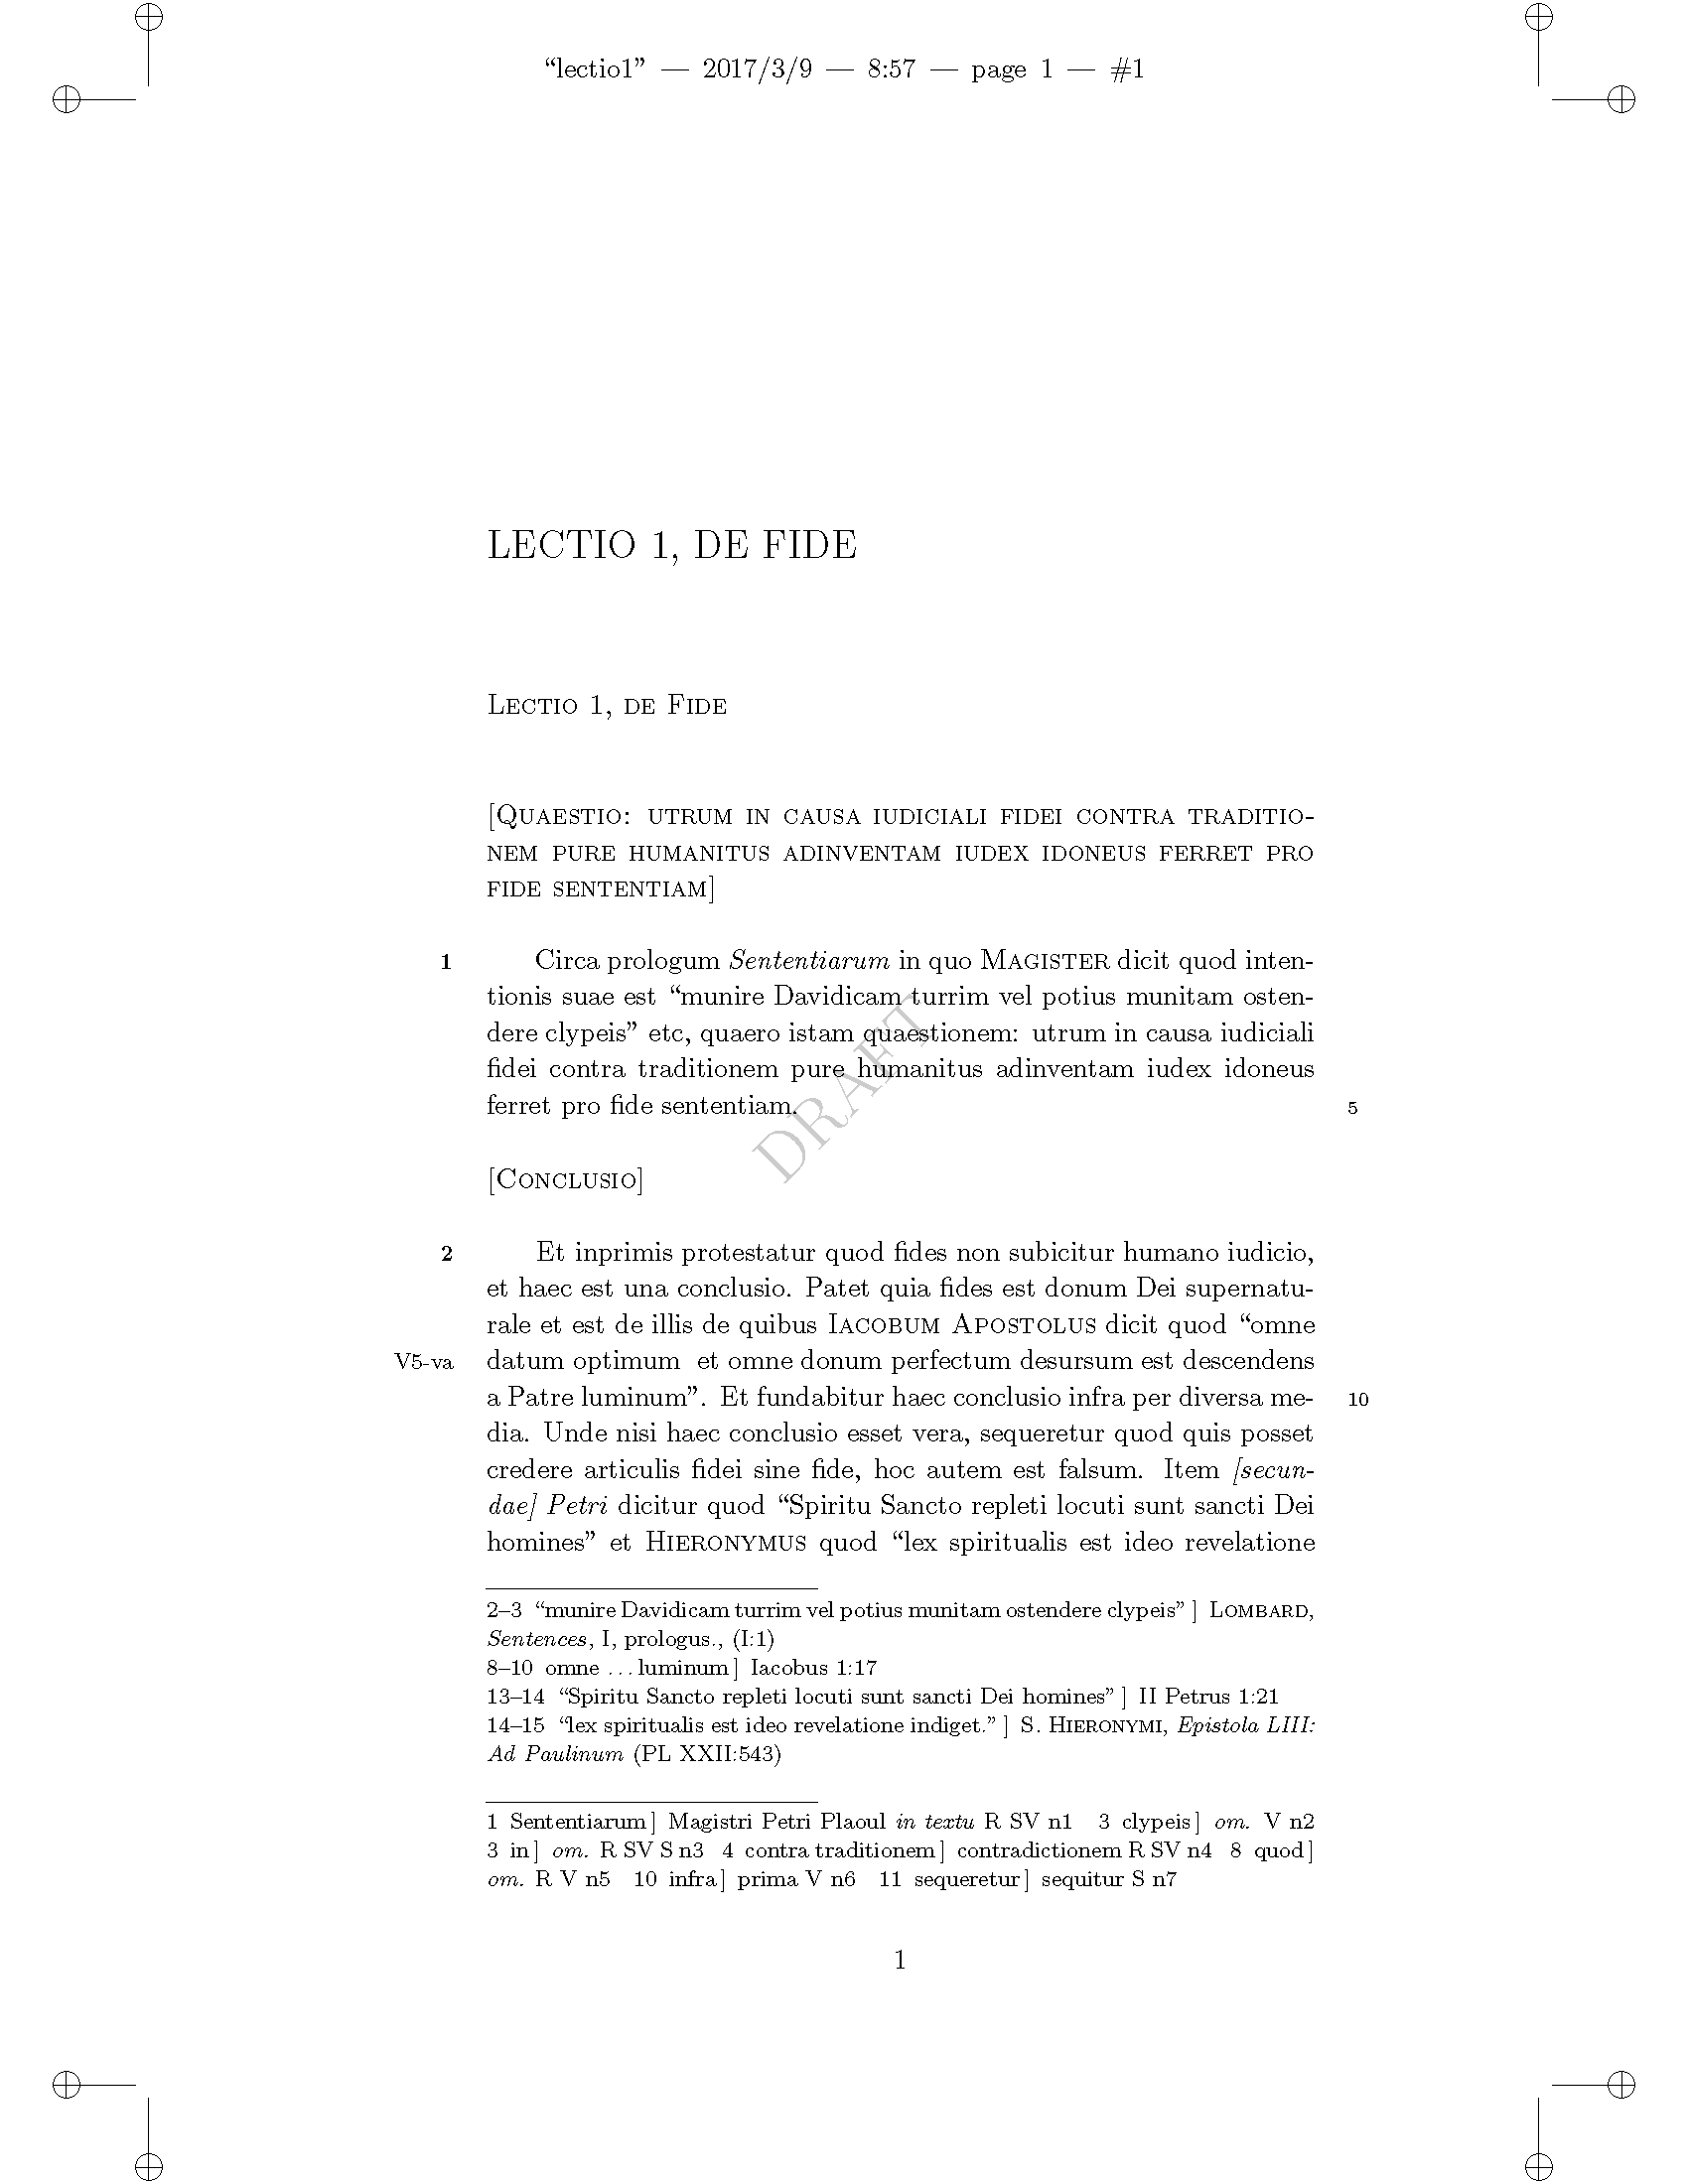 “lectio1” — 2017/3/9 — 8:57 — page 1 — #1
LECTIO 1, DE FIDE
Lectio 1, de Fide
[Quaestio: utrum in causa iudiciali fidei contra traditio-
nem pure humanitus adinventam iudex idoneus ferret pro
fide sententiam]
1 Circa prologum Sententiarum in quo Magister dicit quod inten-
tionis suae est “munire Davidicam turrim vel potius munitam osten-
dere clypeis” etc, quaero istam quaestionem: utrum in causa iudiciali
fidei contra traditionem pure humanitus adinventam iudex idoneus
ferret pro fide sententiam. 5
DRAFT
[Conclusio]
2 Et inprimis protestatur quod fides non subicitur humano iudicio,
et haec est una conclusio. Patet quia fides est donum Dei supernatu-
rale et est de illis de quibus Iacobum Apostolus dicit quod “omne
V5-va datum optimum et omne donum perfectum desursum est descendens
a Patre luminum”. Et fundabitur haec conclusio infra per diversa me- 10
dia. Unde nisi haec conclusio esset vera, sequeretur quod quis posset
credere articulis fidei sine fide, hoc autem est falsum. Item [secun-
dae] Petri dicitur quod “Spiritu Sancto repleti locuti sunt sancti Dei
homines” et Hieronymus quod “lex spiritualis est ideo revelatione
2–3 “munire Davidicam turrim vel potius munitam ostendere clypeis” ] Lombard,
Sentences, I, prologus., (I:1)
8–10 omne . . . luminum ] Iacobus 1:17
13–14 “Spiritu Sancto repleti locuti sunt sancti Dei homines” ] II Petrus 1:21
14–15 “lex spiritualis est ideo revelatione indiget.” ] S. Hieronymi, Epistola LIII:
Ad Paulinum (PL XXII:543)
1 Sententiarum ] Magistri Petri Plaoul in textu R SV n1 3 clypeis ] om. V n2
3 in ] om. R SV S n3 4 contra traditionem ] contradictionem R SV n4 8 quod ]
om. R V n5 10 infra ] prima V n6 11 sequeretur ] sequitur S n7
1